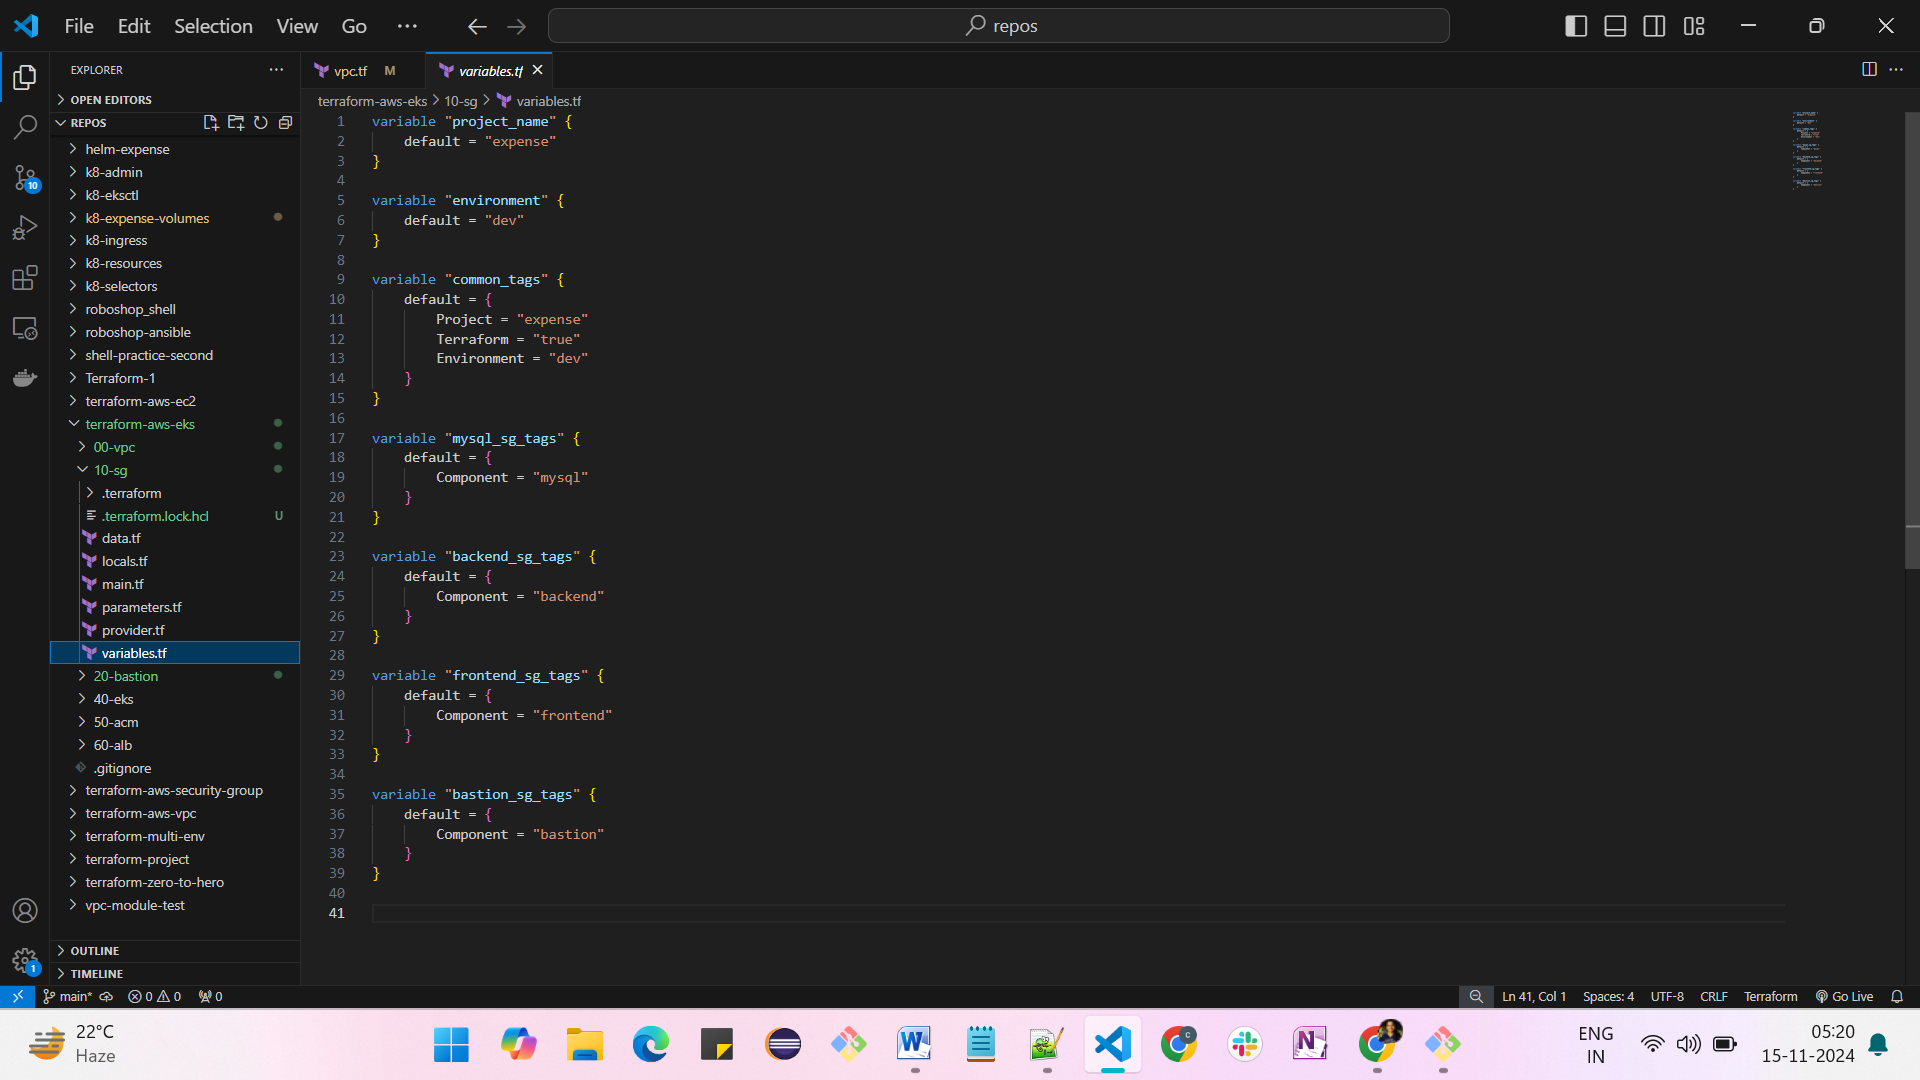 File Edit Selection View Go ··· repos
EXPLORER ···
OPEN EDITORS
REPOS
helm-expense
k8-admin
k8-eksctl
k8-expense-volumes
k8-ingress
k8-resources
k8-selectors
roboshop_shell
roboshop-ansible
shell-practice-second
Terraform-1
terraform-aws-ec2
terraform-aws-eks
00-vpc
10-sg
.terraform
.terraform.lock.hcl U
data.tf
locals.tf
main.tf
parameters.tf
provider.tf
variables.tf
20-bastion
40-eks
50-acm
60-alb
.gitignore
terraform-aws-security-group
terraform-aws-vpc
terraform-multi-env
terraform-project
terraform-zero-to-hero
vpc-module-test
OUTLINE
TIMELINE
10
1
vpc.tf M variables.tf
terraform-aws-eks > 10-sg > variables.tf
1 variable "project_name" {
2 default = "expense"
3 }
4
5 variable "environment" {
6 default = "dev"
7 }
8
9 variable "common_tags" {
10 default = {
11 Project = "expense"
12 Terraform = "true"
13 Environment = "dev"
14 }
15 }
16
17 variable "mysql_sg_tags" {
18 default = {
19 Component = "mysql"
20 }
21 }
22
23 variable "backend_sg_tags" {
24 default = {
25 Component = "backend"
26 }
27 }
28
29 variable "frontend_sg_tags" {
30 default = {
31 Component = "frontend"
32 }
33 }
34
35 variable "bastion_sg_tags" {
36 default = {
37 Component = "bastion"
38 }
39 }
40
41
main* 0 0 0 Ln 41, Col 1 Spaces: 4 UTF-8 CRLF Terraform Go Live
22°C
Haze
ENG
IN
05:20
15-11-2024